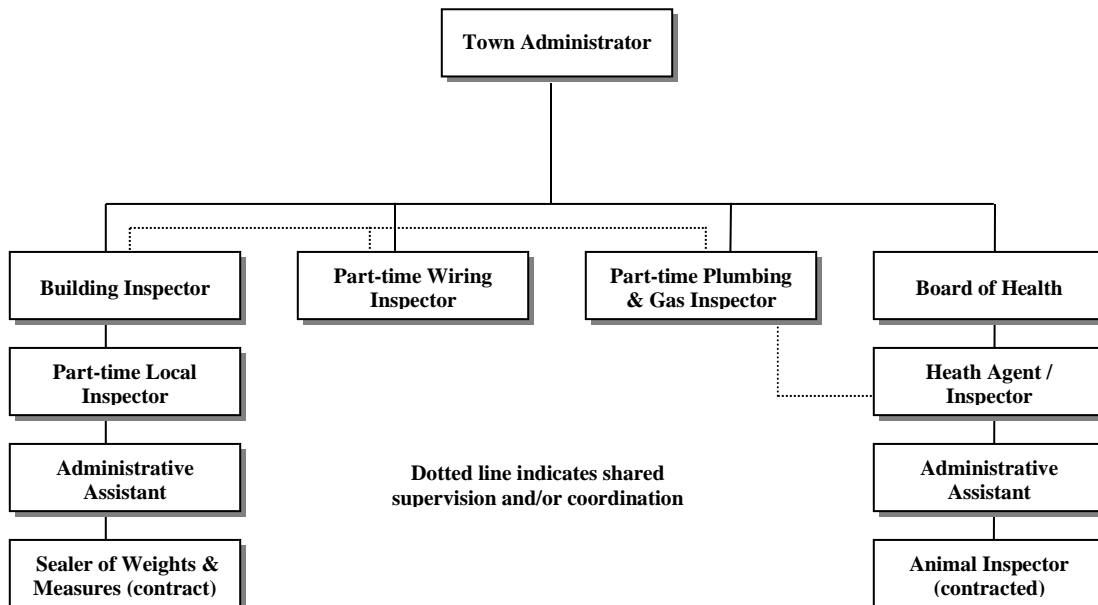 Town Administrator
Building Inspector
Part-time Wiring
Inspector
Part-time Plumbing
& Gas Inspector
Board of Health
Part-time Local
Inspector
Heath Agent /
Inspector
Administrative
Assistant
Dotted line indicates shared
supervision and/or coordination
Administrative
Assistant
Sealer of Weights &
Measures (contract)
Animal Inspector
(contracted)